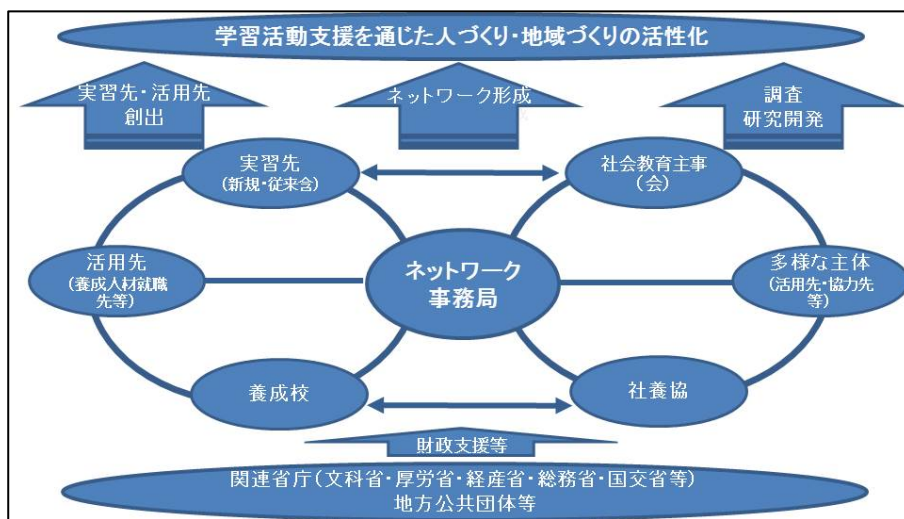 学習活動支援を通じた人づくり・地域づくりの活性化
実習先・活用先
創出
ネットワーク形成
調査
研究開発
実習先
(新規・従来含)
社会教育主事
(会)
活用先
(養成人材就職
先等)
ネットワーク
事務局
多様な主体
(活用先・協力先
等)
養成校
社養協
財政支援等
関連省庁(文科省・厚労省・経産省・総務省・国交省等)
地方公共団体等